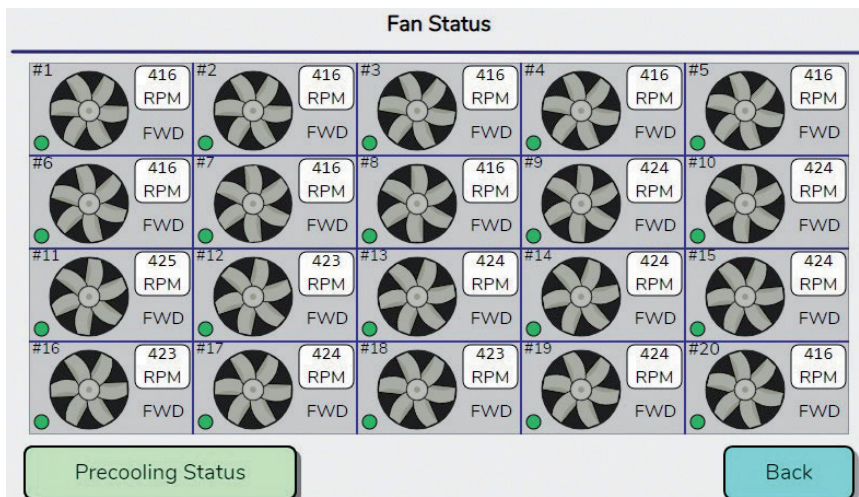 Fan Status
#1 416 RPM FWD
#2 416 RPM FWD
#3 416 RPM FWD
#4 416 RPM FWD
#5 416 RPM FWD
#6 416 RPM FWD
#7 416 RPM FWD
#8 416 RPM FWD
#9 424 RPM FWD
#10 424 RPM FWD
#11 425 RPM FWD
#12 423 RPM FWD
#13 424 RPM FWD
#14 424 RPM FWD
#15 424 RPM FWD
#16 423 RPM FWD
#17 424 RPM FWD
#18 423 RPM FWD
#19 424 RPM FWD
#20 416 RPM FWD
Precooling Status
Back